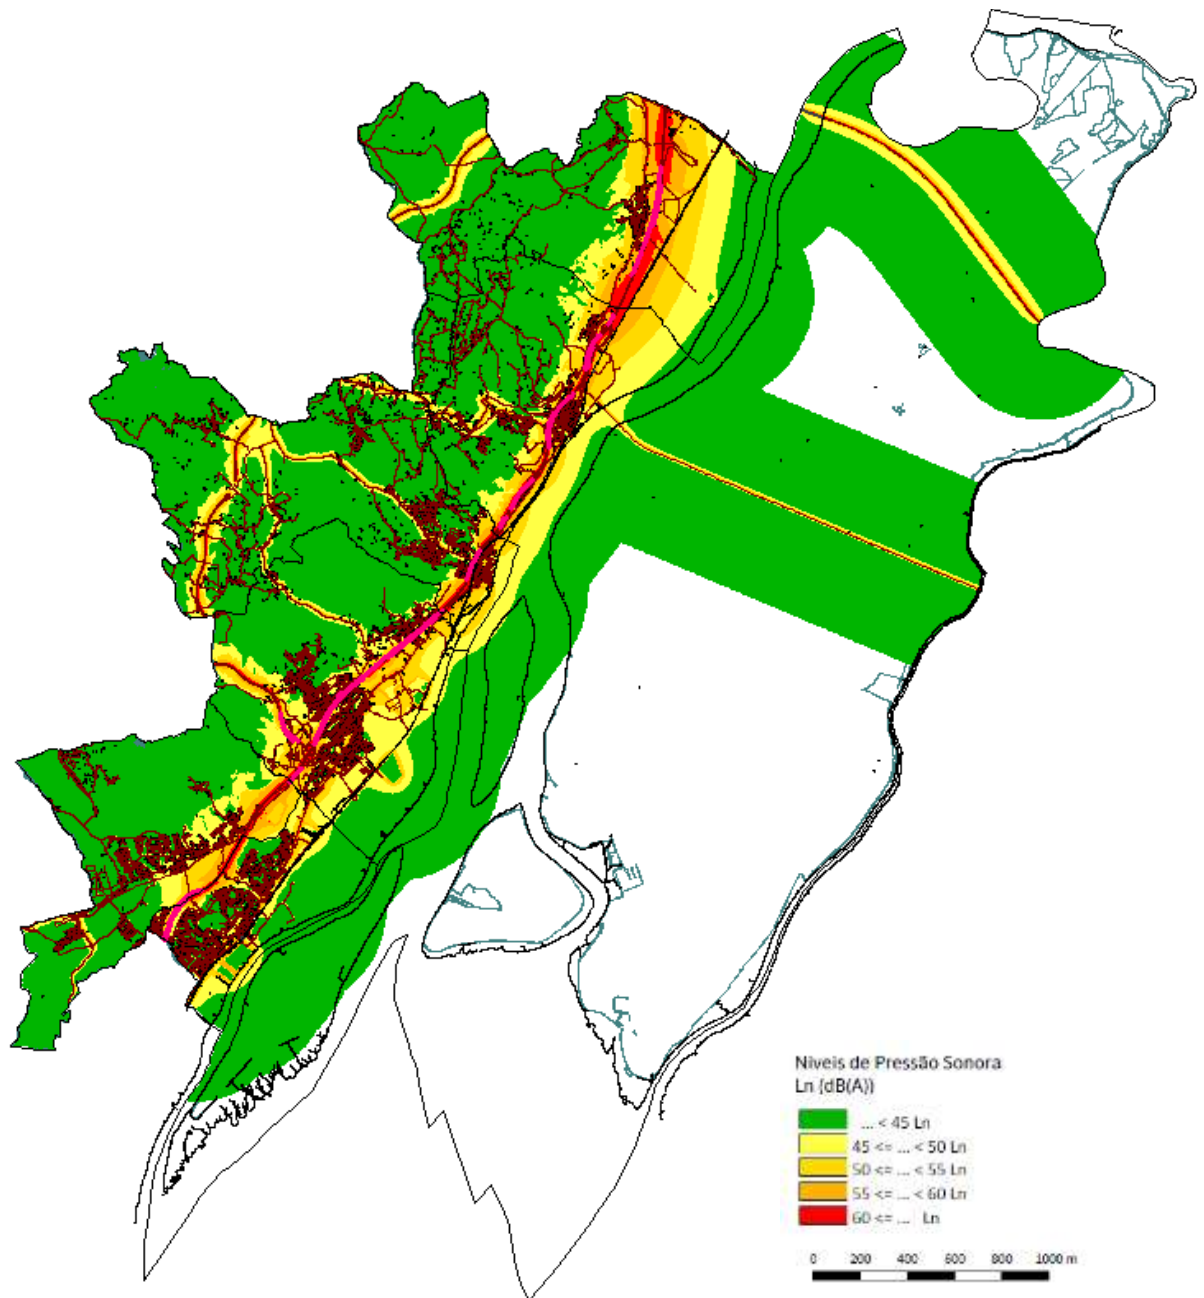 Níveis de Pressão Sonora
Ln (dB(A))
... < 45 Ln
45 <= ... < 50 Ln
50 <= ... < 55 Ln
55 <= ... < 60 Ln
60 <= ... Ln
0 200 400 600 800 1000 m